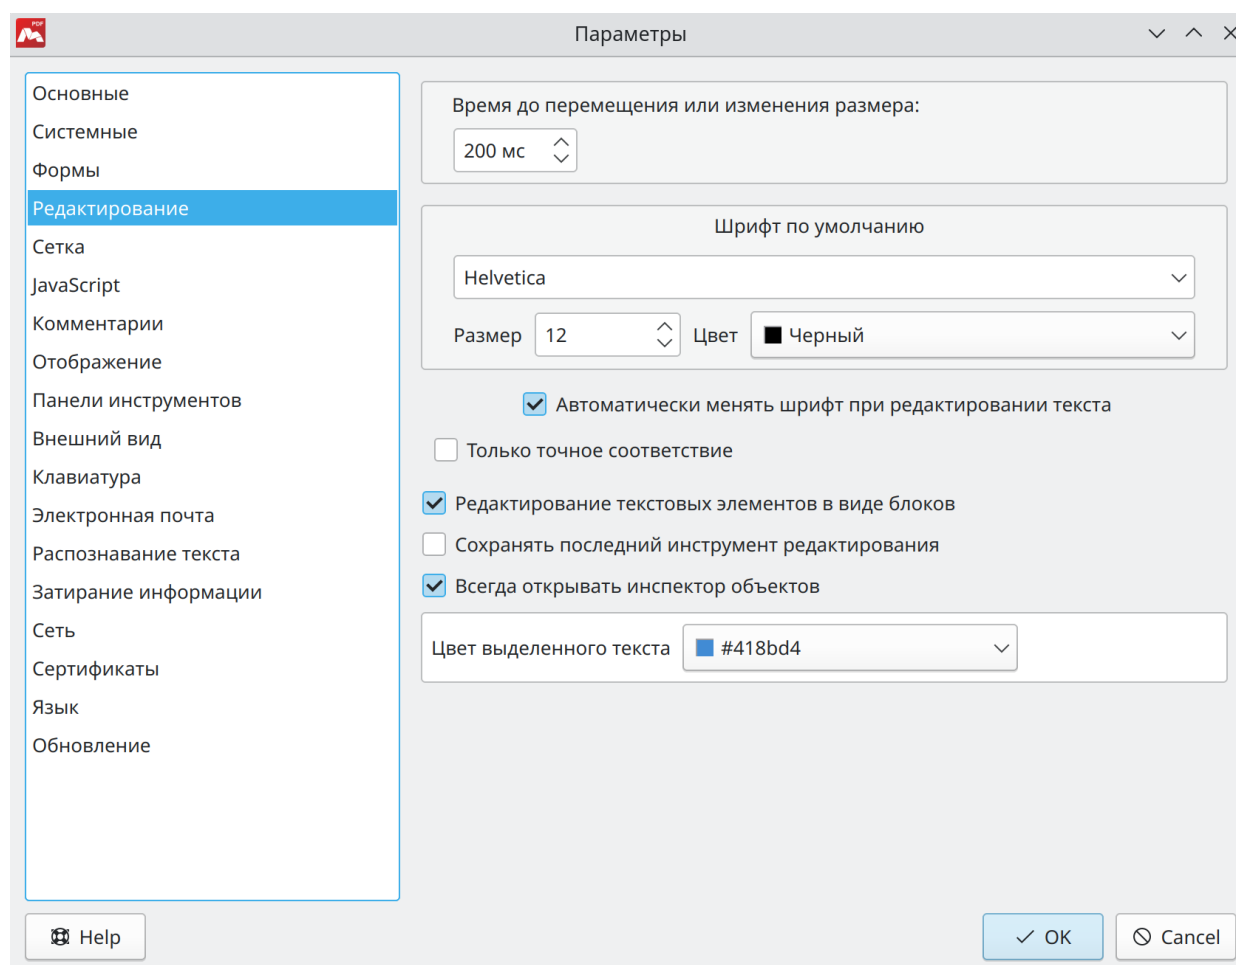 PDF
Параметры
Основные
Системные
Формы
Редактирование
Сетка
JavaScript
Комментарии
Отображение
Панели инструментов
Внешний вид
Клавиатура
Электронная почта
Распознавание текста
Затирание информации
Сеть
Сертификаты
Язык
Обновление
Время до перемещения или изменения размера:
200 мс
Шрифт по умолчанию
Helvetica
Размер 12 Цвет Черный
Автоматически менять шрифт при редактировании текста
Только точное соответствие
Редактирование текстовых элементов в виде блоков
Сохранять последний инструмент редактирования
Всегда открывать инспектор объектов
Цвет выделенного текста #418bd4
Help OK Cancel